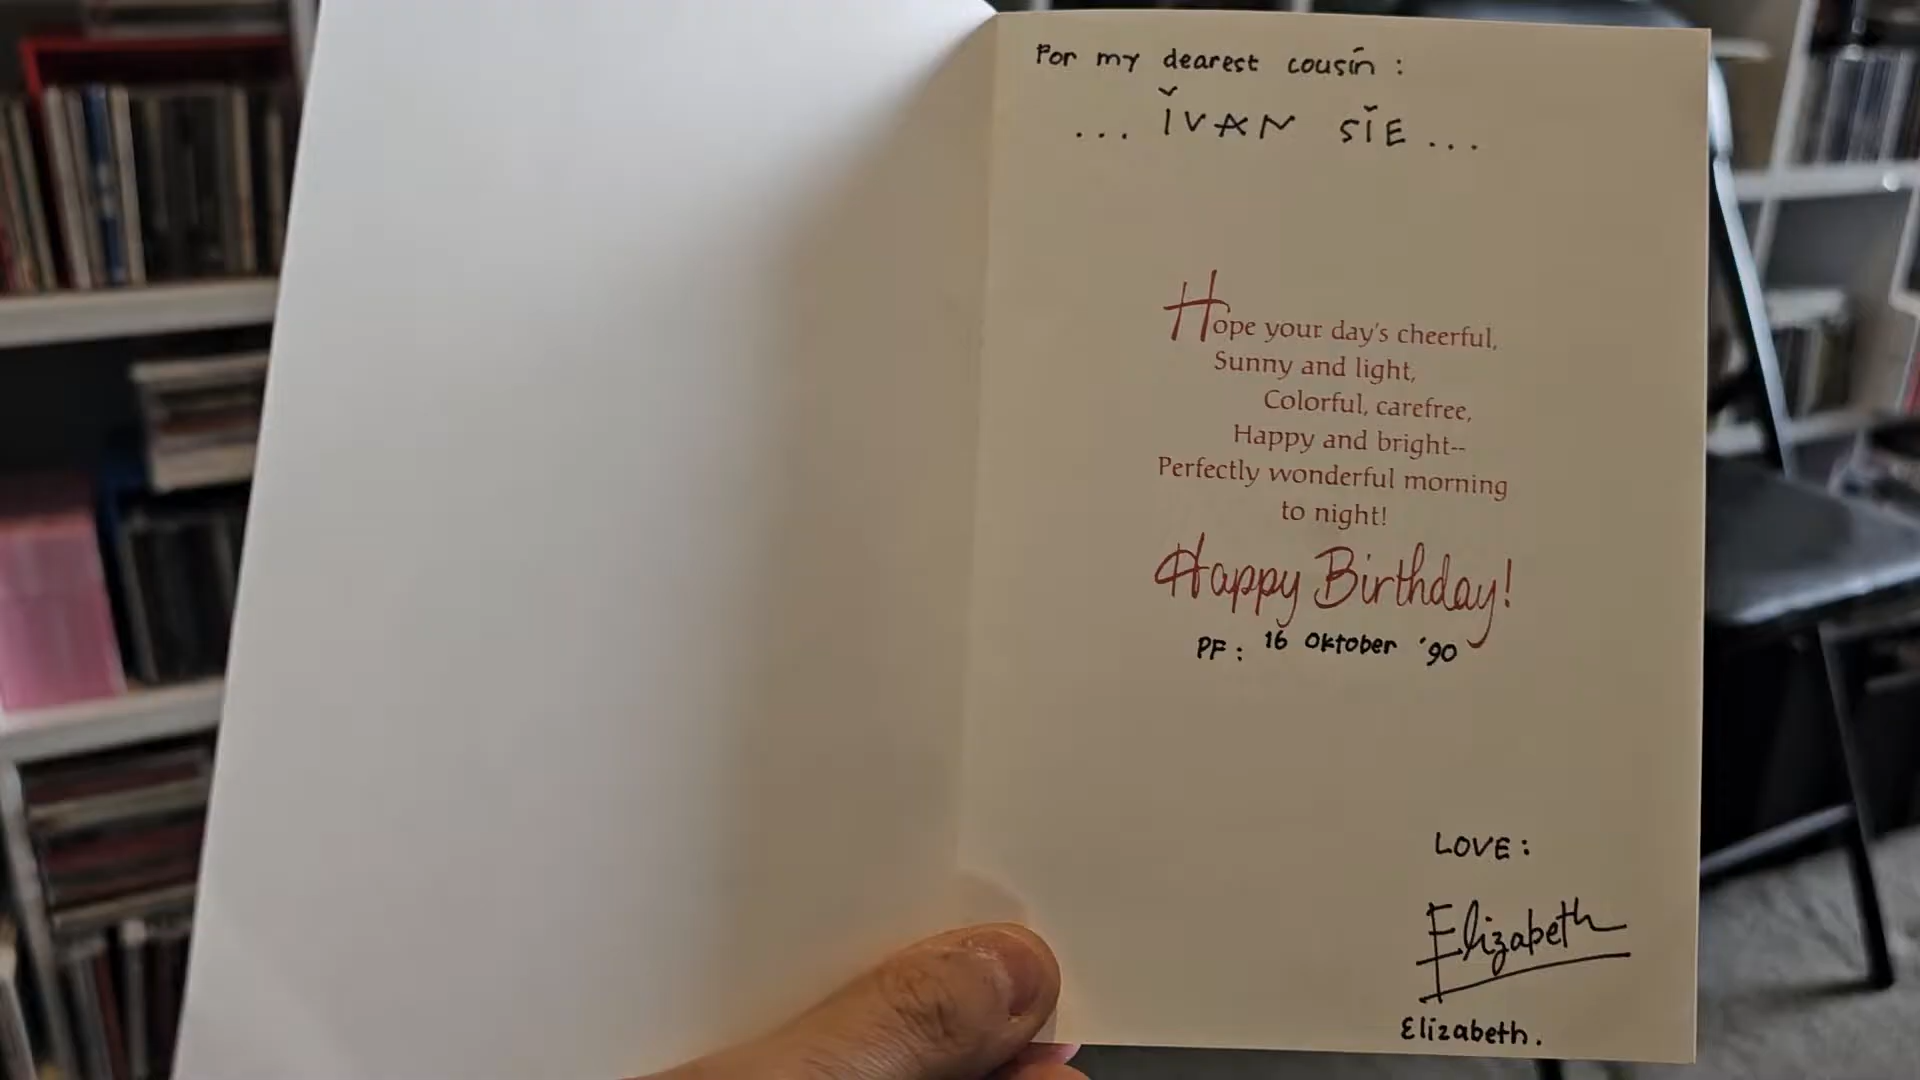 For my dearest cousin :
... ǏVAN SǏE ...
Hope your day's cheerful,
Sunny and light,
Colorful, carefree,
Happy and bright--
Perfectly wonderful morning
to night!
Happy Birthday!
PF : 16 Oktober '90
LOVE :
Elizabeth
Elizabeth.